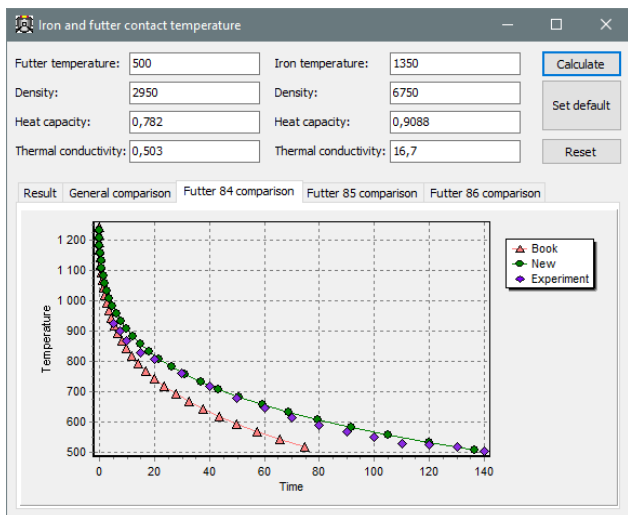 Iron and futter contact temperature
Futter temperature: 500 Iron temperature: 1350 Calculate
Density: 2950 Density: 6750 Set default
Heat capacity: 0,782 Heat capacity: 0,9088
Thermal conductivity: 0,503 Thermal conductivity: 16,7 Reset
Result General comparison Futter 84 comparison Futter 85 comparison Futter 86 comparison
1 200
1 100
1 000
900
800
700
600
500
Temperature
0 20 40 60 80 100 120 140
Time
Book
New
Experiment